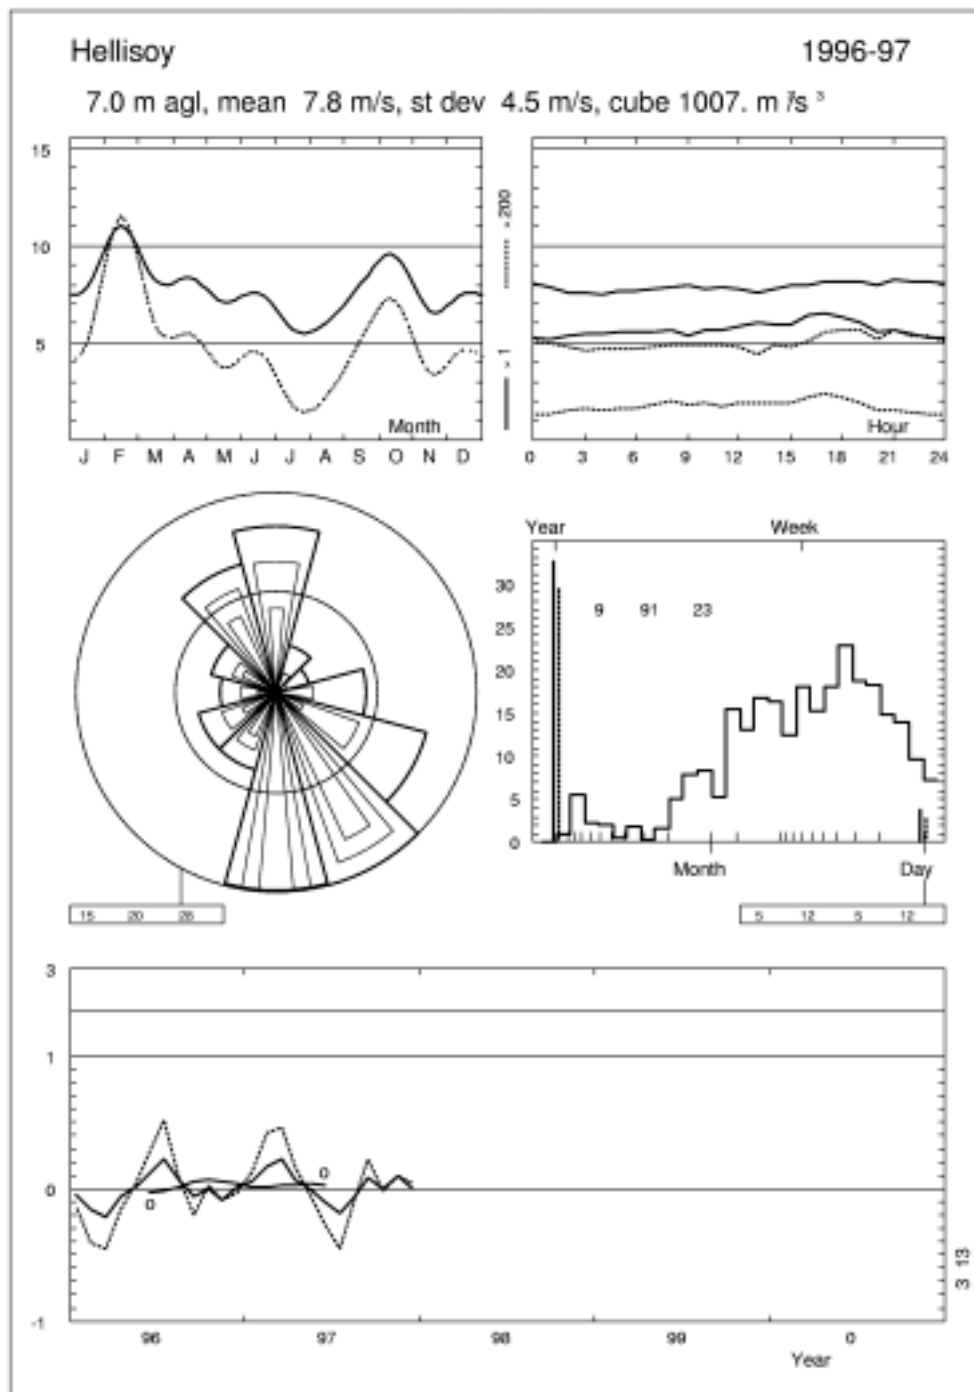 Hellisoy 1996-97
7.0 m agl, mean 7.8 m/s, st dev 4.5 m/s, cube 1007. m³/s³
15
10
5
Month
J F M A M J J A S O N D
x 1 x 200
Hour
0 3 6 9 12 15 18 21 24
Year Week
30
25
20
15
10
5
0
9 91 23
Month Day
15 20 26
5 12 5 12
3
1
0
-1
0
0
96 97 98 99 0
Year
3 13